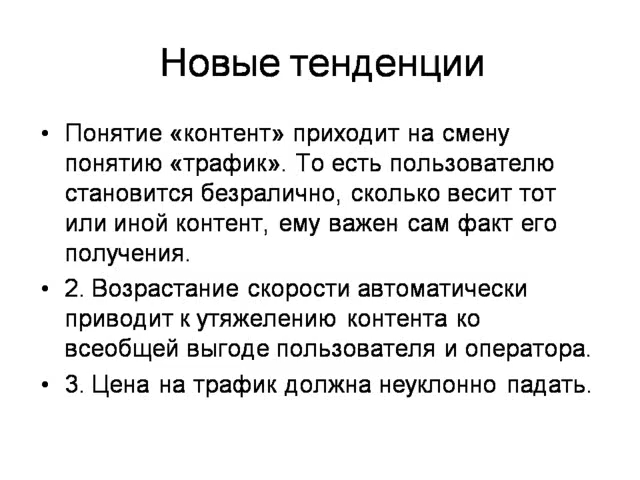 Новые тенденции
• Понятие «контент» приходит на смену
понятию «трафик». То есть пользователю
становится безралично, сколько весит тот
или иной контент, ему важен сам факт его
получения.
• 2. Возрастание скорости автоматически
приводит к утяжелению контента ко
всеобщей выгоде пользователя и оператора.
• 3. Цена на трафик должна неуклонно падать.